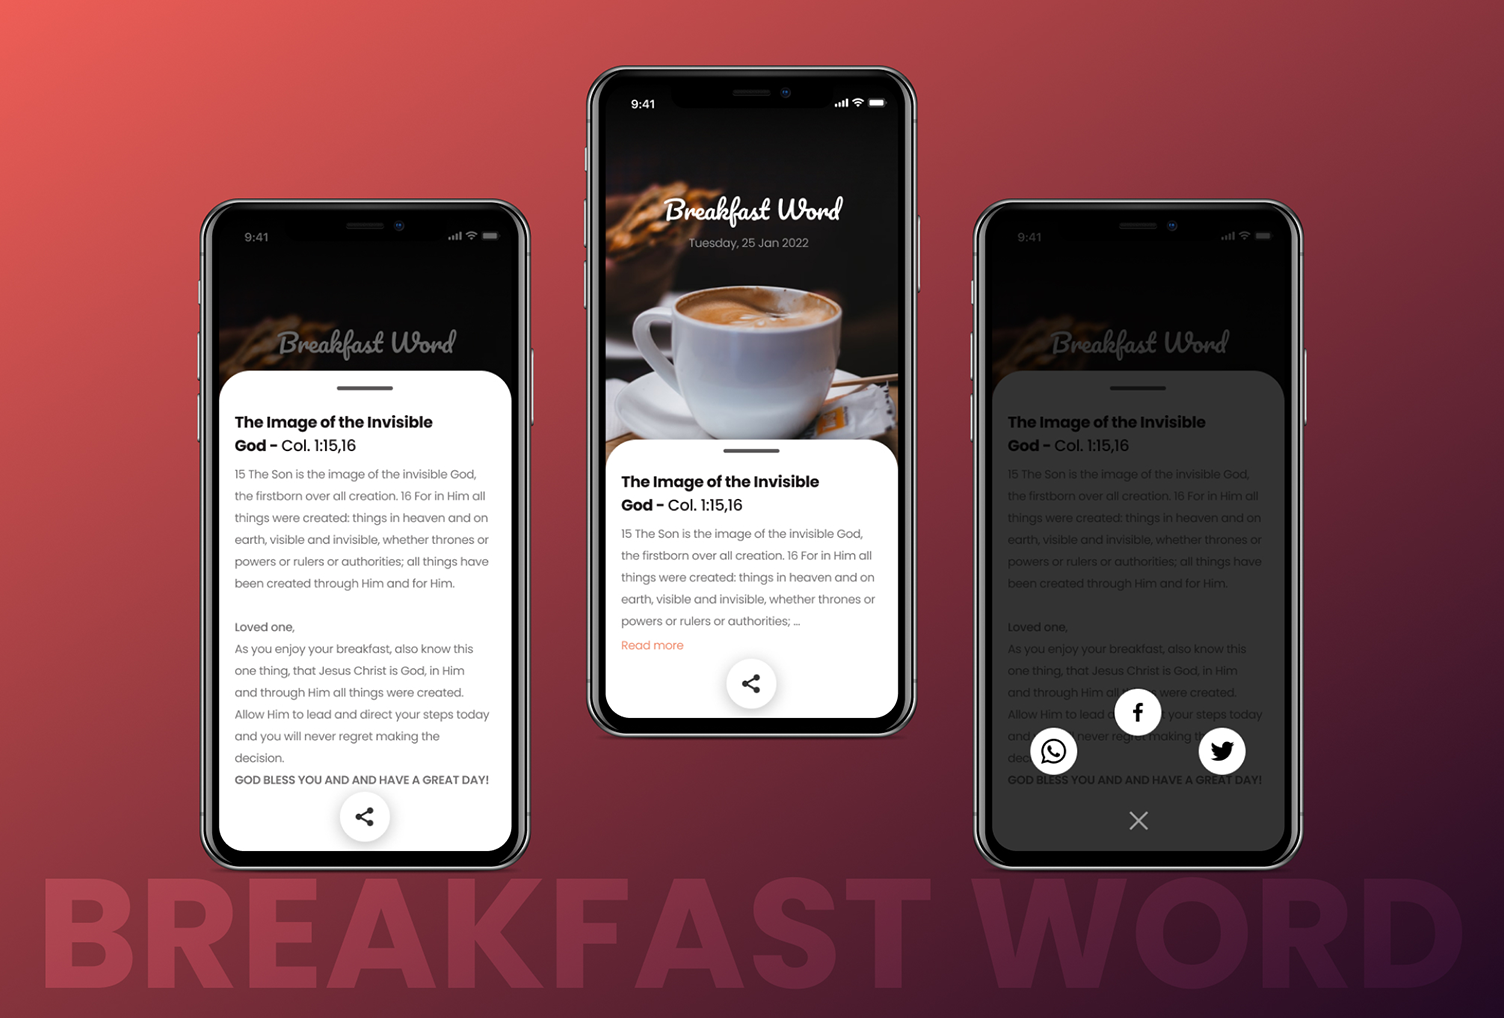 9:41
Breakfast Word
The Image of the Invisible
God - Col. 1:15,16
15 The Son is the image of the invisible God,
the firstborn over all creation. 16 For in Him all
things were created: things in heaven and on
earth, visible and invisible, whether thrones or
powers or rulers or authorities; all things have
been created through Him and for Him.
Loved one,
As you enjoy your breakfast, also know this
one thing, that Jesus Christ is God, in Him
and through Him all things were created.
Allow Him to lead and direct your steps today
and you will never regret making the
decision.
GOD BLESS YOU AND AND HAVE A GREAT DAY!
9:41
Breakfast Word
Tuesday, 25 Jan 2022
The Image of the Invisible
God - Col. 1:15,16
15 The Son is the image of the invisible God,
the firstborn over all creation. 16 For in Him all
things were created: things in heaven and on
earth, visible and invisible, whether thrones or
powers or rulers or authorities; ...
Read more
9:41
Breakfast Word
The Image of the Invisible
God - Col. 1:15,16
15 The Son is the image of the invisible God,
the firstborn over all creation. 16 For in Him all
things were created: things in heaven and on
earth, visible and invisible, whether thrones or
powers or rulers or authorities; all things have
been created through Him and for Him.
Loved one,
As you enjoy your breakfast, also know this
one thing, that Jesus Christ is God, in Him
and through Him all things were created.
Allow Him to lead your steps today
and never regret making
GOD BLESS YOU AND AND HAVE A GREAT DAY!
BREAKFAST WORD